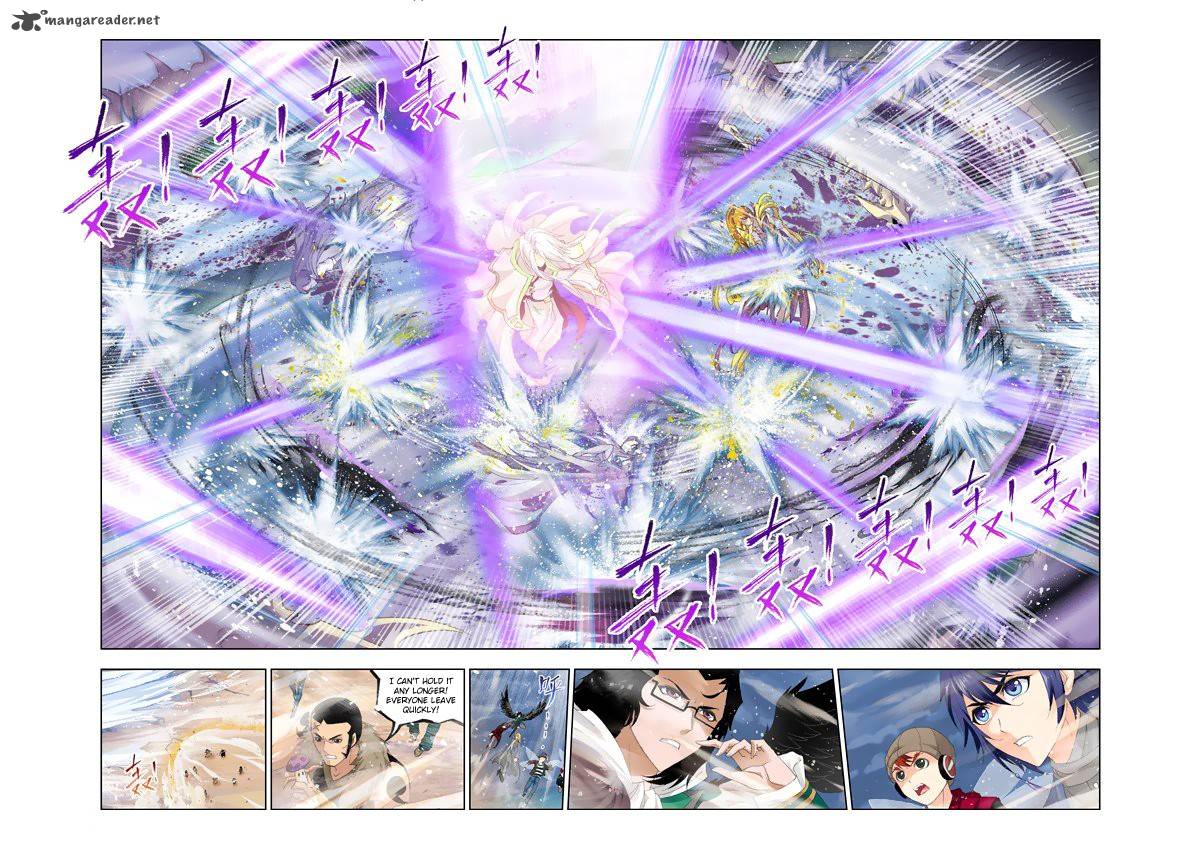 mangareader.net
轰! 轰! 轰! 轰! 轰!
轰! 轰! 轰! 轰! 轰!
轰!
I CAN'T HOLD IT
ANY LONGER!
EVERYONE LEAVE
QUICKLY!